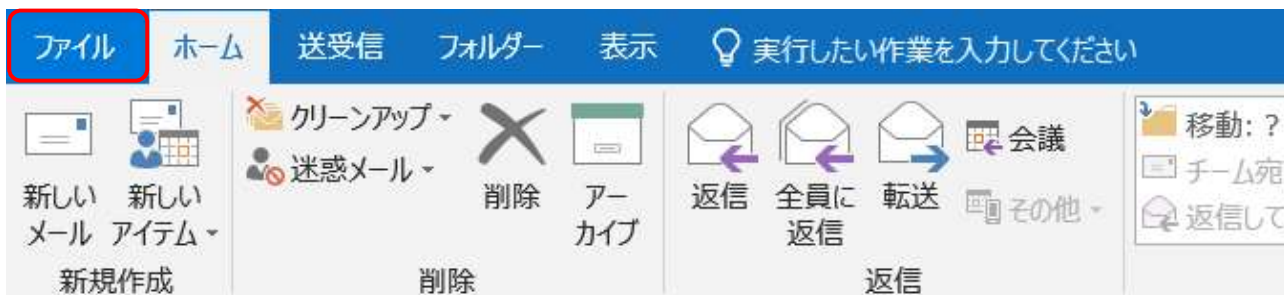 ファイル ホーム 送受信 フォルダー 表示 実行したい作業を入力してください
クリーンアップ
迷惑メール
新しい
メール
新しい
アイテム
新規作成
削除
アー
カイブ
削除
返信
全員に
返信
転送
会議
その他
返信
移動: ?
チーム宛
返信して